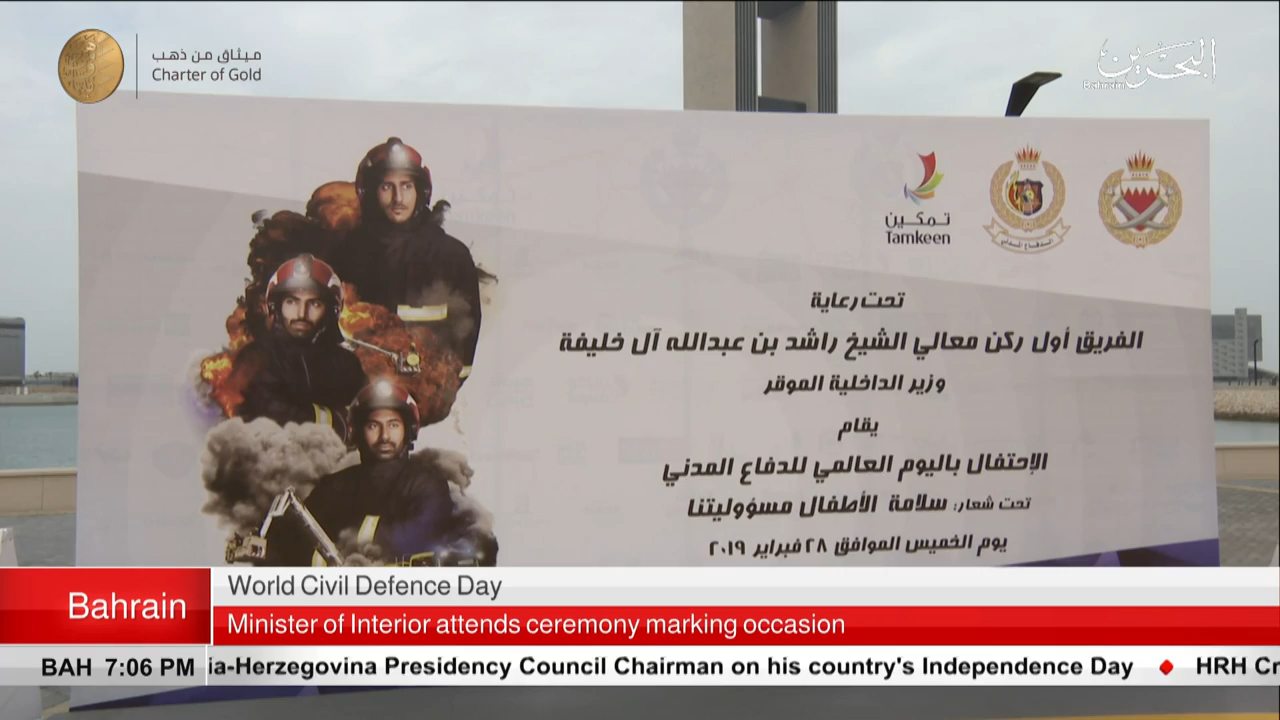 ميثاق من ذهب
Charter of Gold
البحرين
Bahrain
تمكين
Tamkeen
الدفاع المدني
تحت رعاية
الفريق أول ركن معالي الشيخ راشد بن عبدالله آل خليفة
وزير الداخلية الموقر
يقام
الإحتفال باليوم العالمي للدفاع المدني
تحت شعار: سلامة الأطفال مسؤوليتنا
يوم الخميس الموافق ٢٨ فبراير ٢٠١٩
Bahrain
World Civil Defence Day
Minister of Interior attends ceremony marking occasion
BAH 7:06 PM
ia-Herzegovina Presidency Council Chairman on his country's Independence Day
HRH Cr